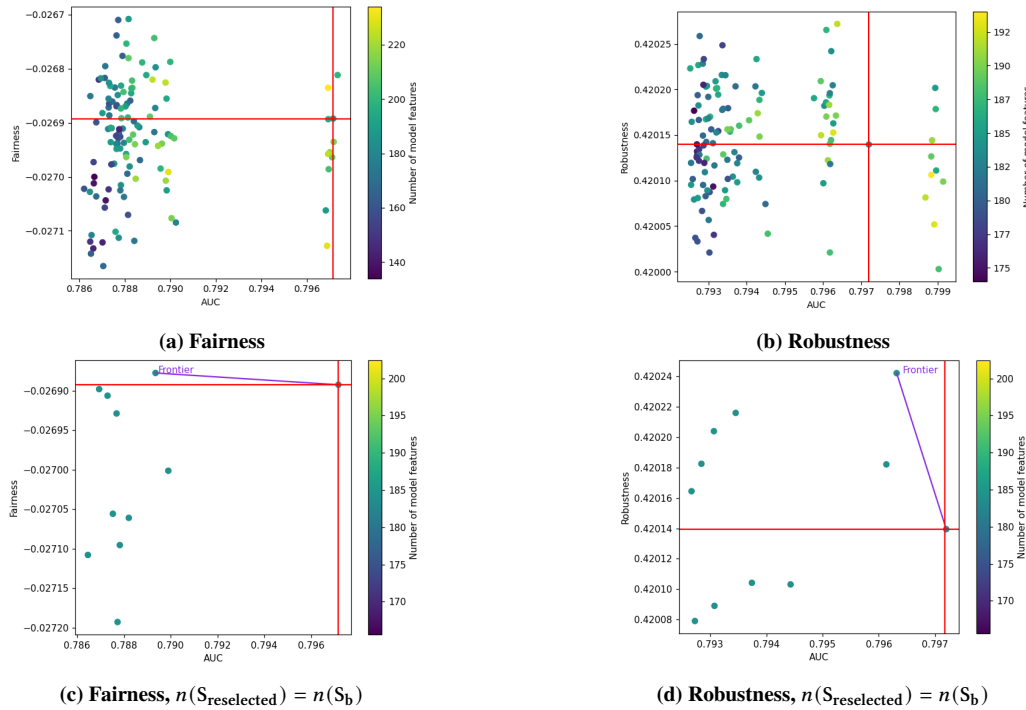 −0.0267
−0.0268
−0.0269
−0.0270
−0.0271
Fairness
0.786 0.788 0.790 0.792 0.794 0.796
AUC
220
200
180
160
140
Number of model features
(a) Fairness
0.42025
0.42020
0.42015
0.42010
0.42005
0.42000
Robustness
0.793 0.794 0.795 0.796 0.797 0.798 0.799
AUC
192
190
187
185
182
180
177
175
Number of model features
(b) Robustness
Frontier
−0.02690
−0.02695
−0.02700
−0.02705
−0.02710
−0.02715
−0.02720
Fairness
0.786 0.788 0.790 0.792 0.794 0.796
AUC
200
195
190
185
180
175
170
Number of model features
(c) Fairness, n(S_reselected) = n(S_b)
Frontier
0.42024
0.42022
0.42020
0.42018
0.42016
0.42014
0.42012
0.42010
0.42008
Robustness
0.793 0.794 0.795 0.796 0.797
AUC
200
195
190
185
180
175
170
Number of model features
(d) Robustness, n(S_reselected) = n(S_b)